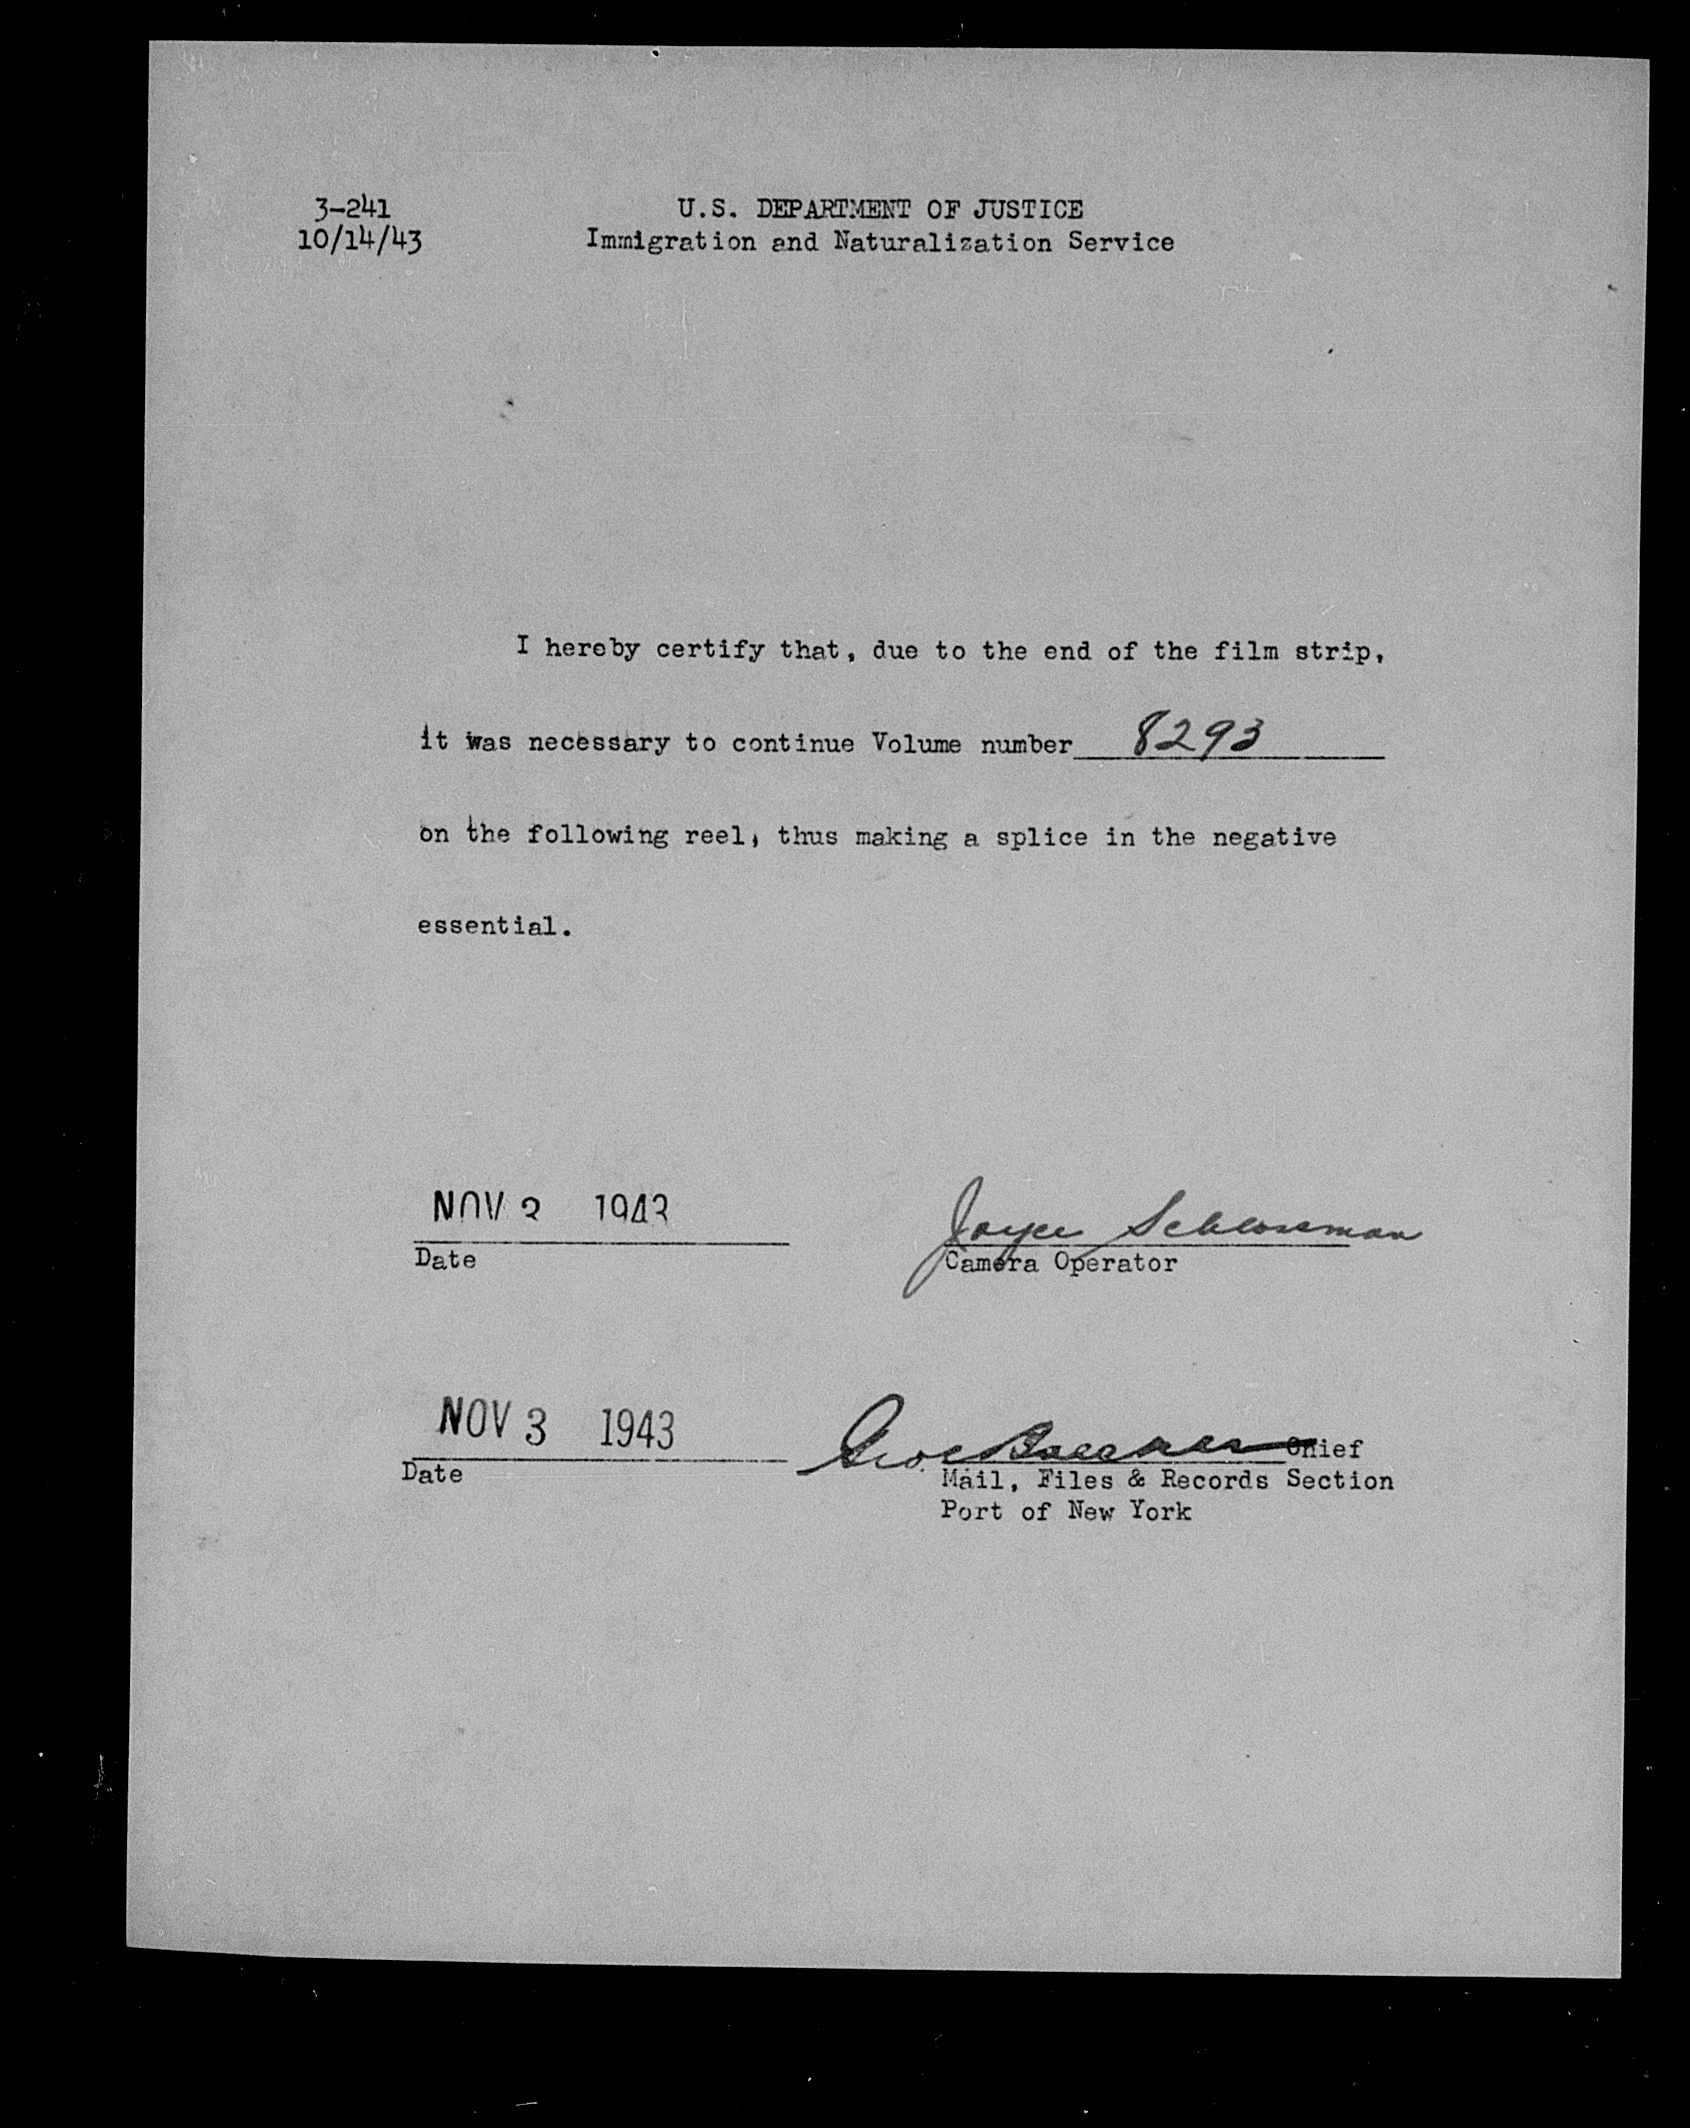 3-241
10/14/43
U.S. DEPARTMENT OF JUSTICE
Immigration and Naturalization Service
I hereby certify that, due to the end of the film strip,
it was necessary to continue Volume number 8293
on the following reel, thus making a splice in the negative
essential.
NOV 1943
Date
Joyce Schlossman
Camera Operator
NOV 3 1943
Date
Chief
Mail, Files & Records Section
Port of New York